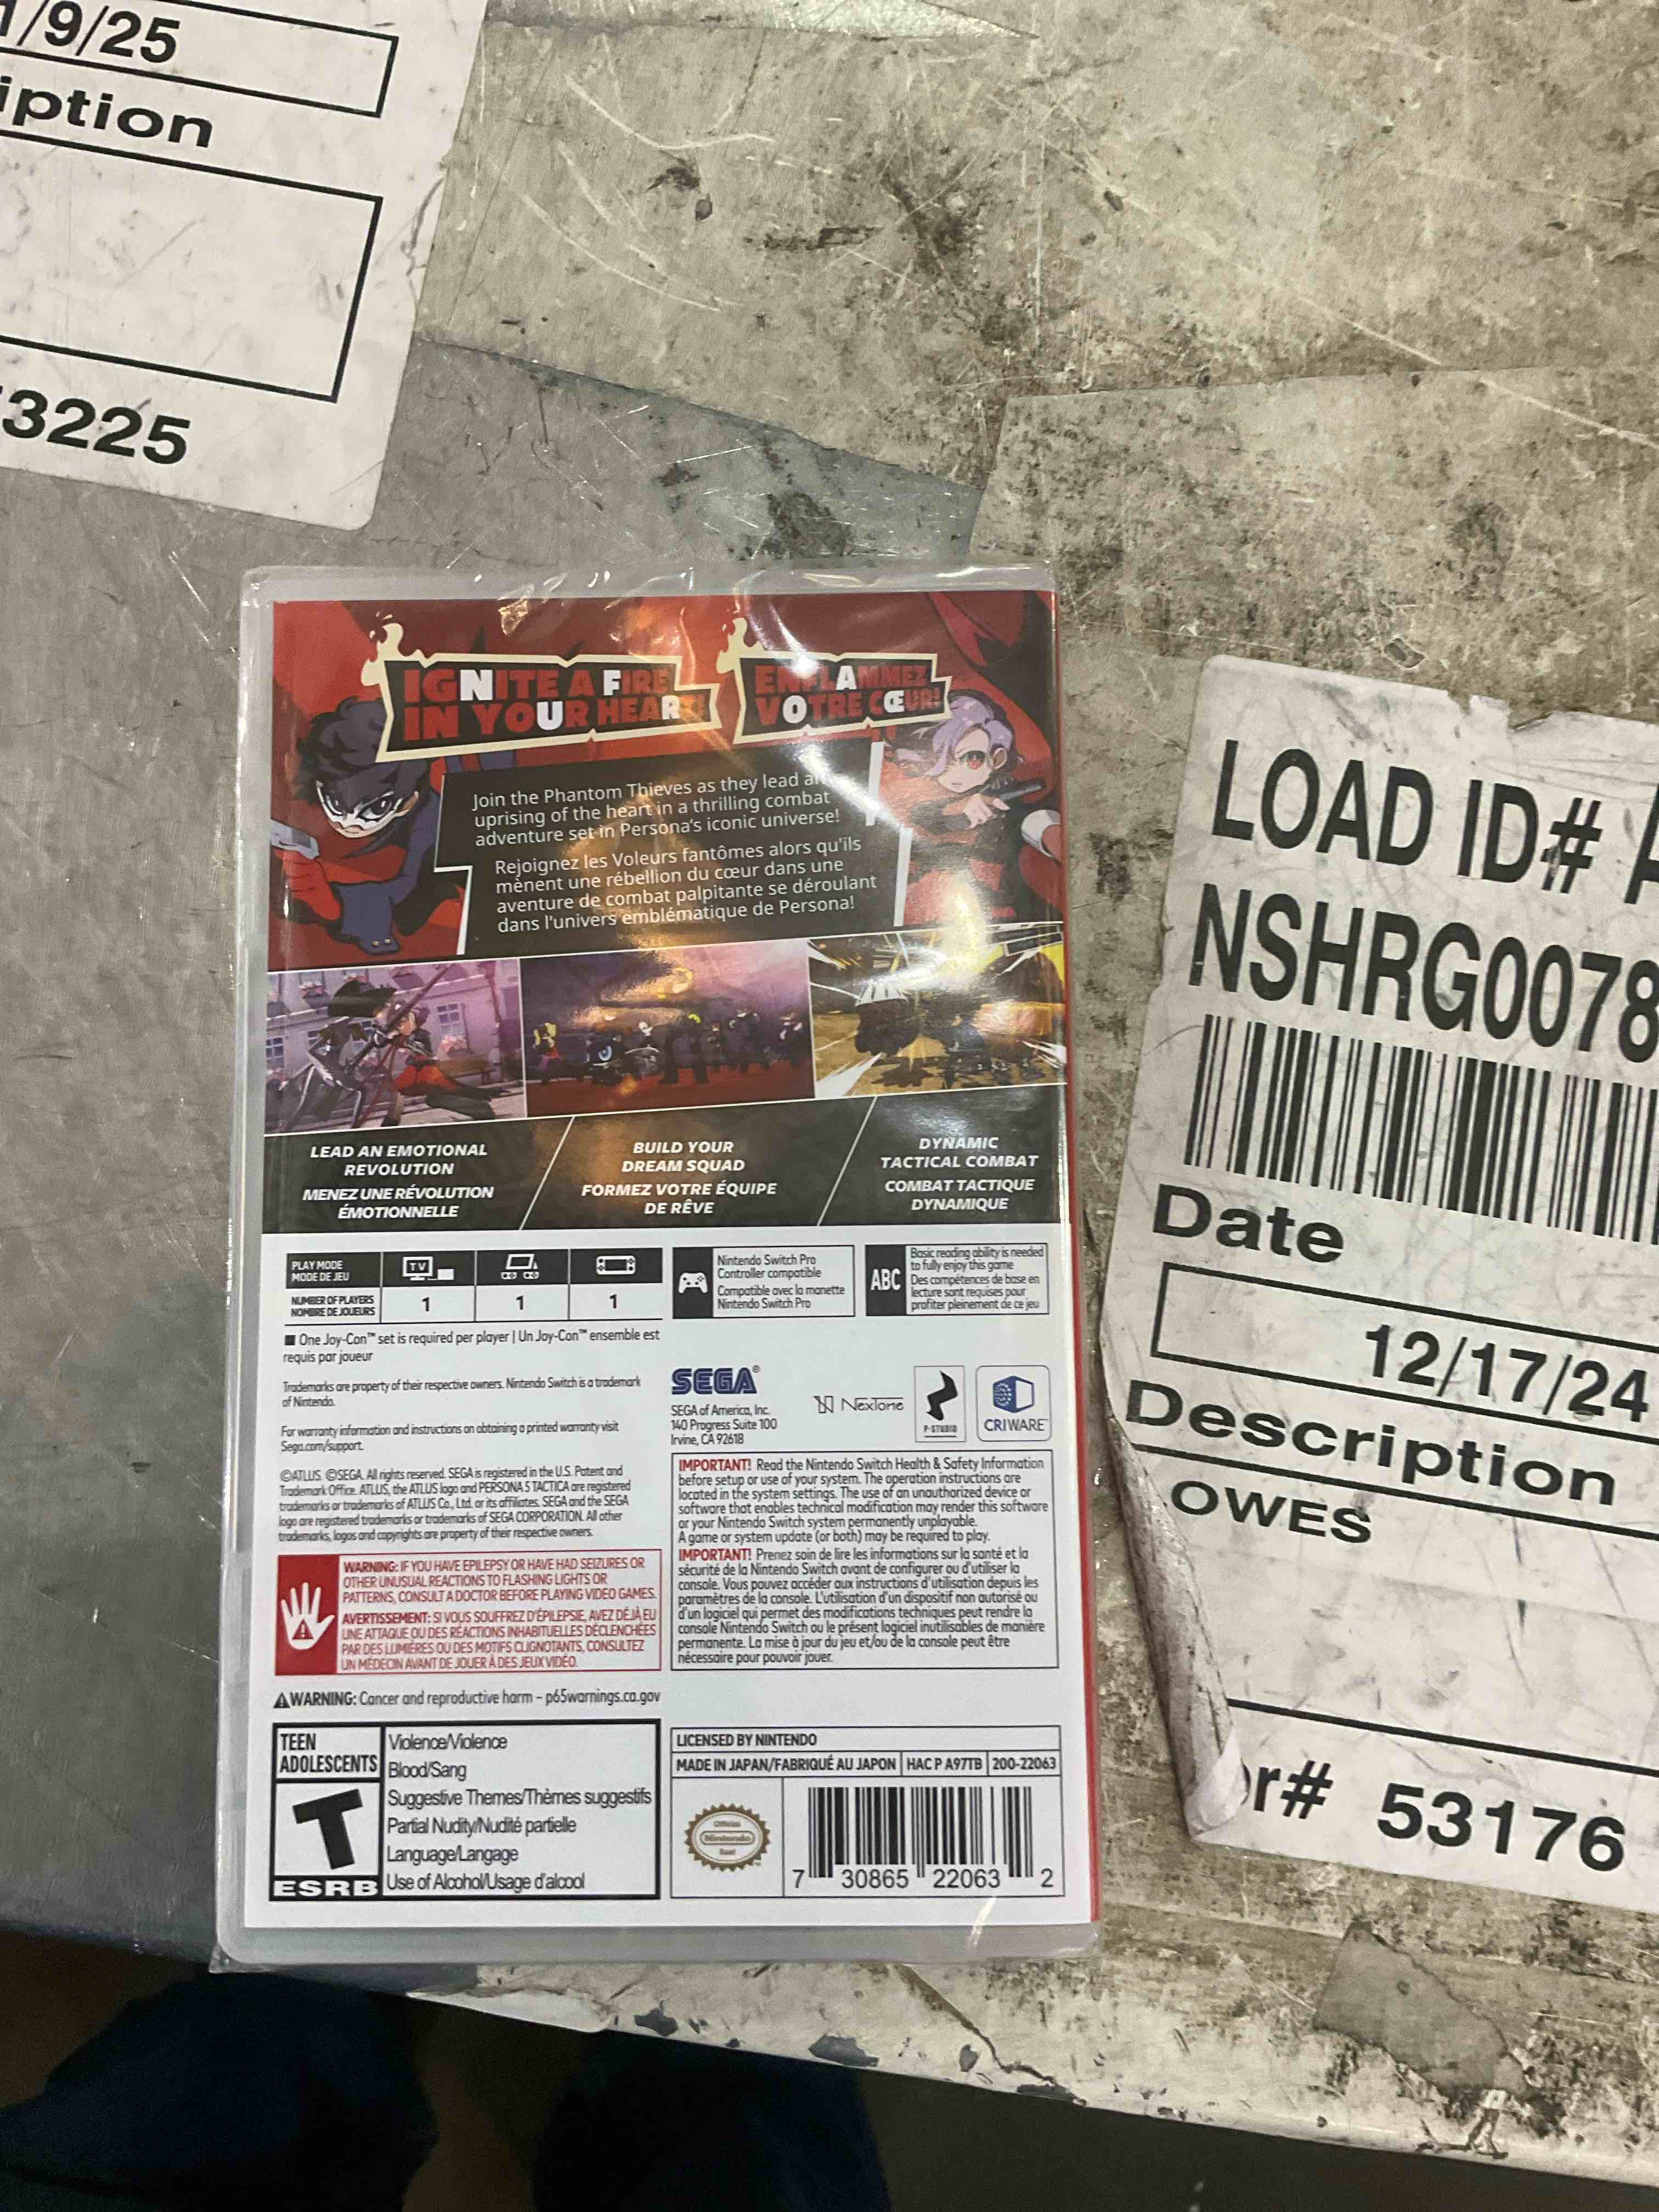 1/9/25
iption
3225
IGNITE A FIRE
IN YOUR HEART!
ENFLAMMEZ
VOTRE CŒUR!
Join the Phantom Thieves as they lead an
uprising of the heart in a thrilling combat
adventure set in Persona's iconic universe!
Rejoignez les Voleurs fantômes alors qu'ils
mènent une rébellion du cœur dans une
aventure de combat palpitante se déroulant
dans l'univers emblématique de Persona!
LEAD AN EMOTIONAL
REVOLUTION
MENEZ UNE RÉVOLUTION
ÉMOTIONNELLE
BUILD YOUR
DREAM SQUAD
FORMEZ VOTRE ÉQUIPE
DE RÊVE
DYNAMIC
TACTICAL COMBAT
COMBAT TACTIQUE
DYNAMIQUE
PLAY MODE
MODE DE JEU
TV
NUMBER OF PLAYERS
NOMBRE DE JOUEURS
1 1 1
Nintendo Switch Pro
Controller compatible
Compatible avec la manette
Nintendo Switch Pro
ABC
Basic reading ability is needed
to fully enjoy this game
Des compétences de base en
lecture sont requises pour
profiter pleinement de ce jeu
■ One Joy-Con™ set is required per player | Un Joy-Con™ ensemble est
requis par joueur
Trademarks are property of their respective owners. Nintendo Switch is a trademark
of Nintendo.
For warranty information and instructions on obtaining a printed warranty visit
Sega.com/support.
©ATLUS. ©SEGA. All rights reserved. SEGA is registered in the U.S. Patent and
Trademark Office. ATLUS, the ATLUS logo and PERSONA 5 TACTICA are registered
trademarks or trademarks of ATLUS Co., Ltd. or its affiliates. SEGA and the SEGA
logo are registered trademarks or trademarks of SEGA CORPORATION. All other
trademarks, logos and copyrights are property of their respective owners.
SEGA®
SEGA of America, Inc.
140 Progress Suite 100
Irvine, CA 92618
NexTone
P-STUDIO
CRIWARE™
WARNING: IF YOU HAVE EPILEPSY OR HAVE HAD SEIZURES OR
OTHER UNUSUAL REACTIONS TO FLASHING LIGHTS OR
PATTERNS, CONSULT A DOCTOR BEFORE PLAYING VIDEO GAMES.
AVERTISSEMENT: SI VOUS SOUFFREZ D'ÉPILEPSIE, AVEZ DÉJÀ EU
UNE ATTAQUE OU DES RÉACTIONS INHABITUELLES DÉCLENCHÉES
PAR DES LUMIÈRES OU DES MOTIFS CLIGNOTANTS, CONSULTEZ
UN MÉDECIN AVANT DE JOUER À DES JEUX VIDÉO.
IMPORTANT! Read the Nintendo Switch Health & Safety Information
before setup or use of your system. The operation instructions are
located in the system settings. The use of an unauthorized device or
software that enables technical modification may render this software
or your Nintendo Switch system permanently unplayable.
A game or system update (or both) may be required to play.
IMPORTANT! Prenez soin de lire les informations sur la santé et la
sécurité de la Nintendo Switch avant de configurer ou d'utiliser la
console. Vous pouvez accéder aux instructions d'utilisation depuis les
paramètres de la console. L'utilisation d'un dispositif non autorisé ou
d'un logiciel qui permet des modifications techniques peut rendre la
console Nintendo Switch ou le présent logiciel inutilisables de manière
permanente. La mise à jour du jeu et/ou de la console peut être
nécessaire pour pouvoir jouer.
⚠WARNING: Cancer and reproductive harm - p65warnings.ca.gov
TEEN
ADOLESCENTS
T
ESRB
Violence/Violence
Blood/Sang
Suggestive Themes/Thèmes suggestifs
Partial Nudity/Nudité partielle
Language/Langage
Use of Alcohol/Usage d'alcool
LICENSED BY NINTENDO
MADE IN JAPAN/FABRIQUÉ AU JAPON HAC P A97TB 200-22063
Official
Nintendo
Seal
7 30865 22063 2
LOAD ID#
NSHRG0078
Date
12/17/24
Description
OWES
r# 53176